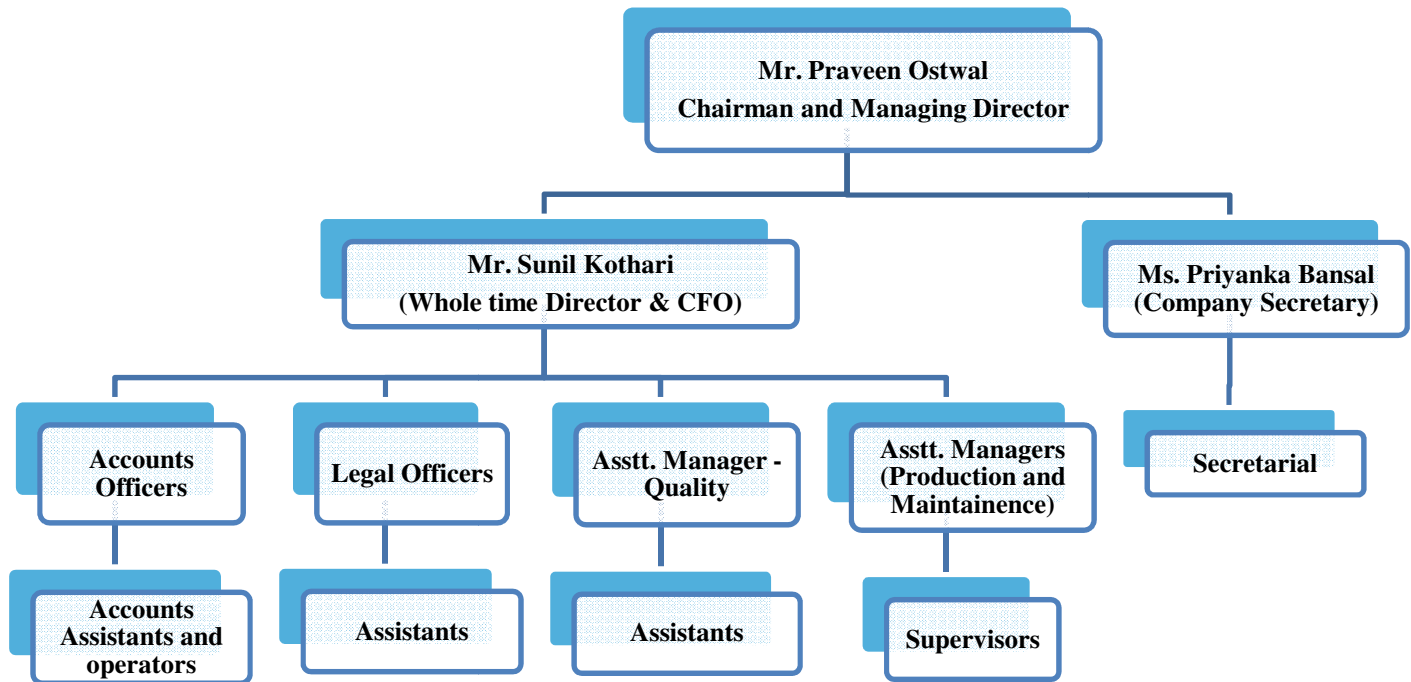 Mr. Praveen Ostwal
Chairman and Managing Director
Mr. Sunil Kothari
(Whole time Director & CFO)
Ms. Priyanka Bansal
(Company Secretary)
Accounts
Officers
Legal Officers
Asstt. Manager -
Quality
Asstt. Managers
(Production and
Maintainence)
Secretarial
Accounts
Assistants and
operators
Assistants
Assistants
Supervisors